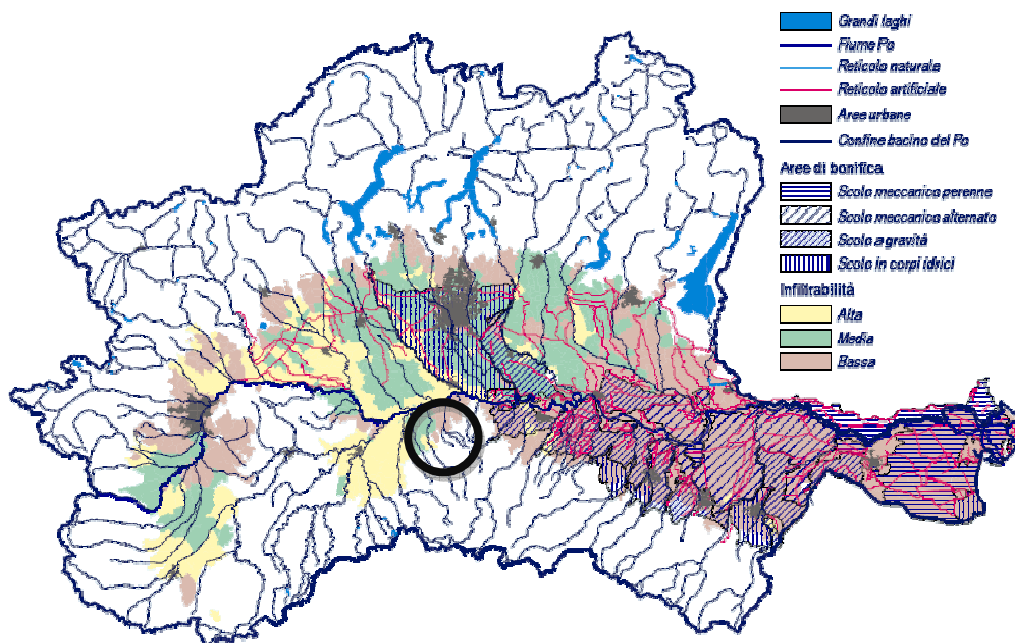 Grandi laghi
Fiume Po
Reticolo naturale
Reticolo artificiale
Aree urbane
Confine bacino del Po
Aree di bonifica
Scolo meccanico perenne
Scolo meccanico alternato
Scolo a gravità
Scolo in corpi idrici
Infiltrabilità
Alta
Media
Bassa